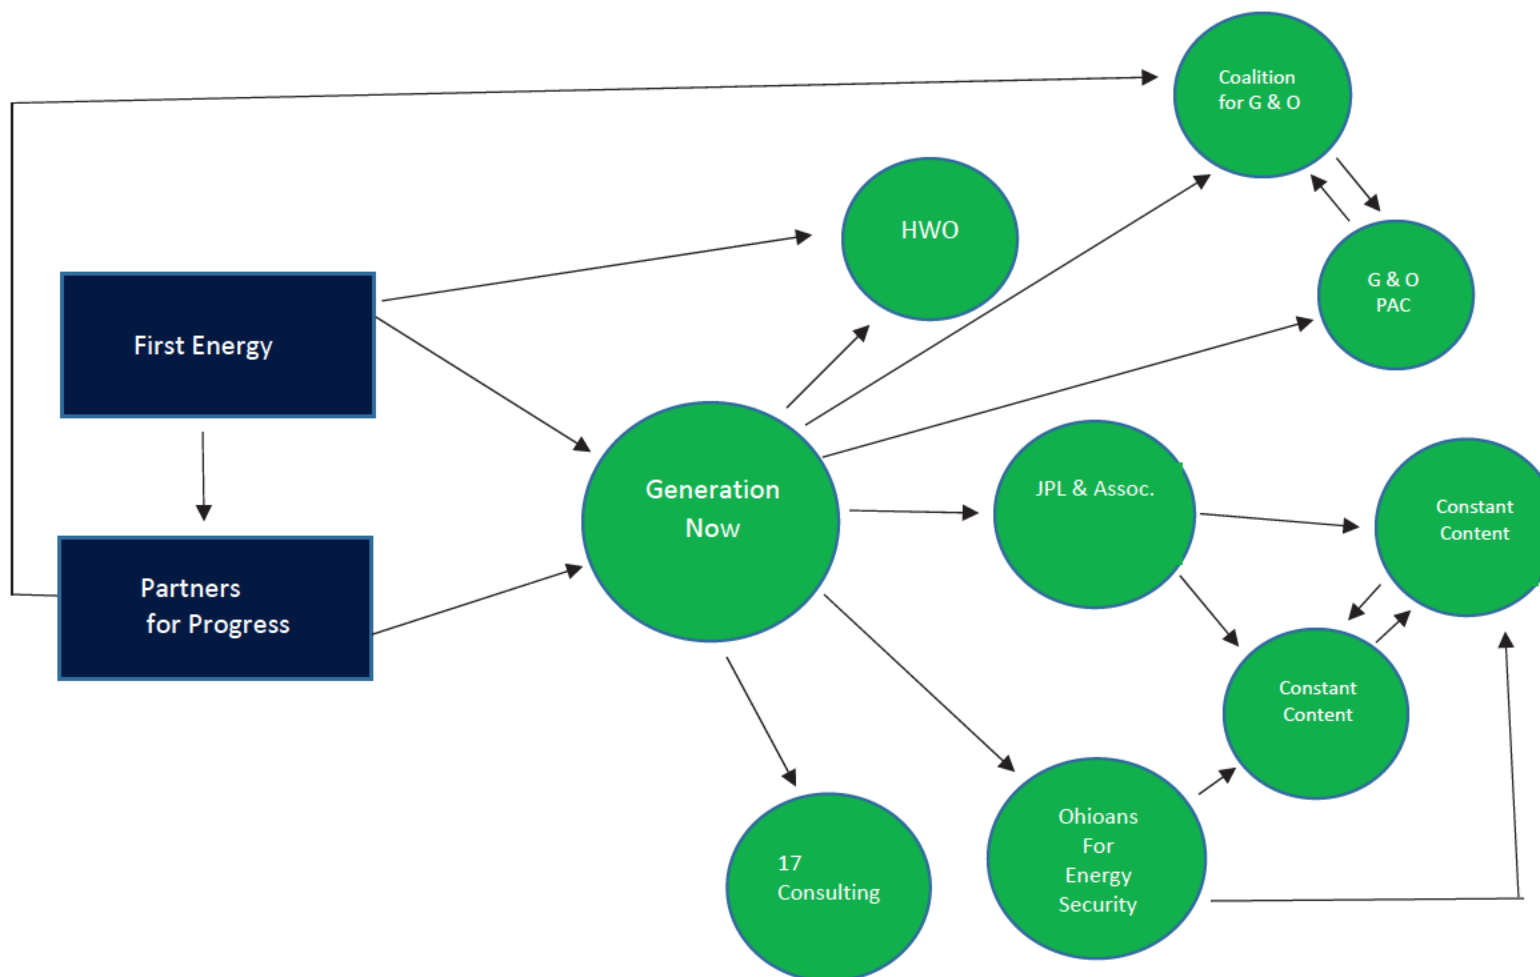 Coalition
for G & O
HWO
G & O
PAC
First Energy
Generation
Now
JPL & Assoc.
Constant
Content
Partners
for Progress
Constant
Content
Ohioans
For
Energy
Security
17
Consulting